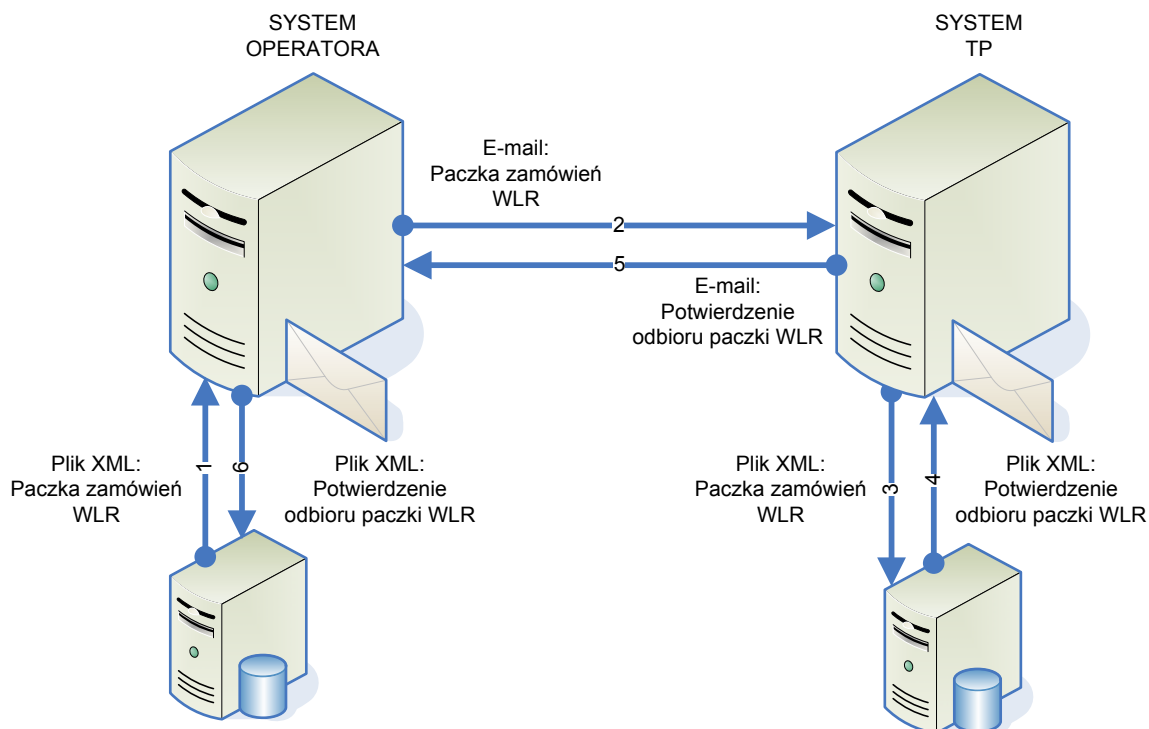 SYSTEM
OPERATORA
SYSTEM
TP
E-mail:
Paczka zamówień
WLR
2
5
E-mail:
Potwierdzenie
odbioru paczki WLR
Plik XML:
Paczka zamówień
WLR
1
6
Plik XML:
Potwierdzenie
odbioru paczki WLR
Plik XML:
Paczka zamówień
WLR
3
4
Plik XML:
Potwierdzenie
odbioru paczki WLR